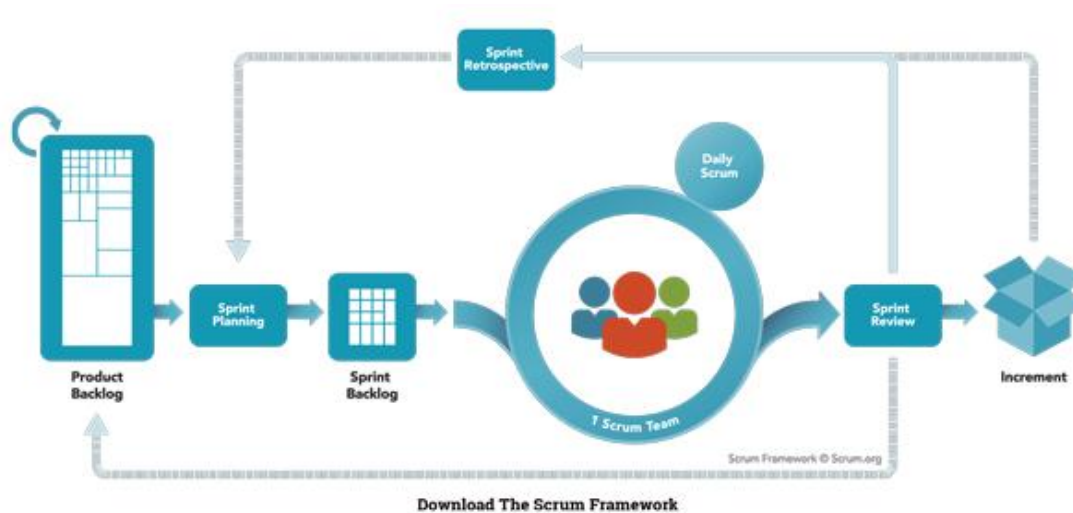 Sprint
Retrospective
Daily
Scrum
Sprint
Planning
Sprint
Review
Product
Backlog
Sprint
Backlog
1 Scrum Team
Increment
Scrum Framework © Scrum.org
Download The Scrum Framework